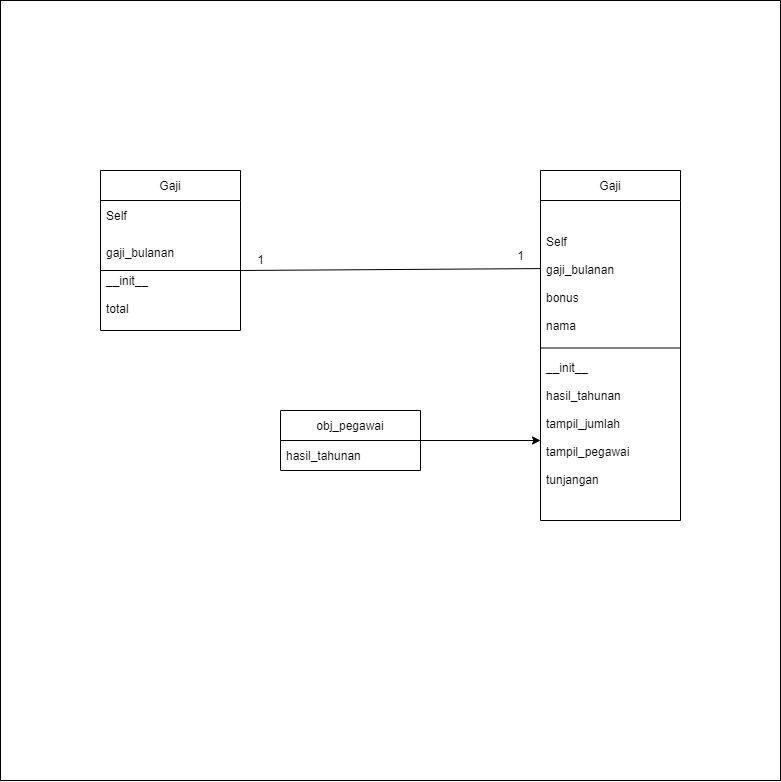 Gaji
Self
gaji_bulanan
__init__
total
1
1
Gaji
Self
gaji_bulanan
bonus
nama
__init__
hasil_tahunan
tampil_jumlah
tampil_pegawai
tunjangan
obj_pegawai
hasil_tahunan